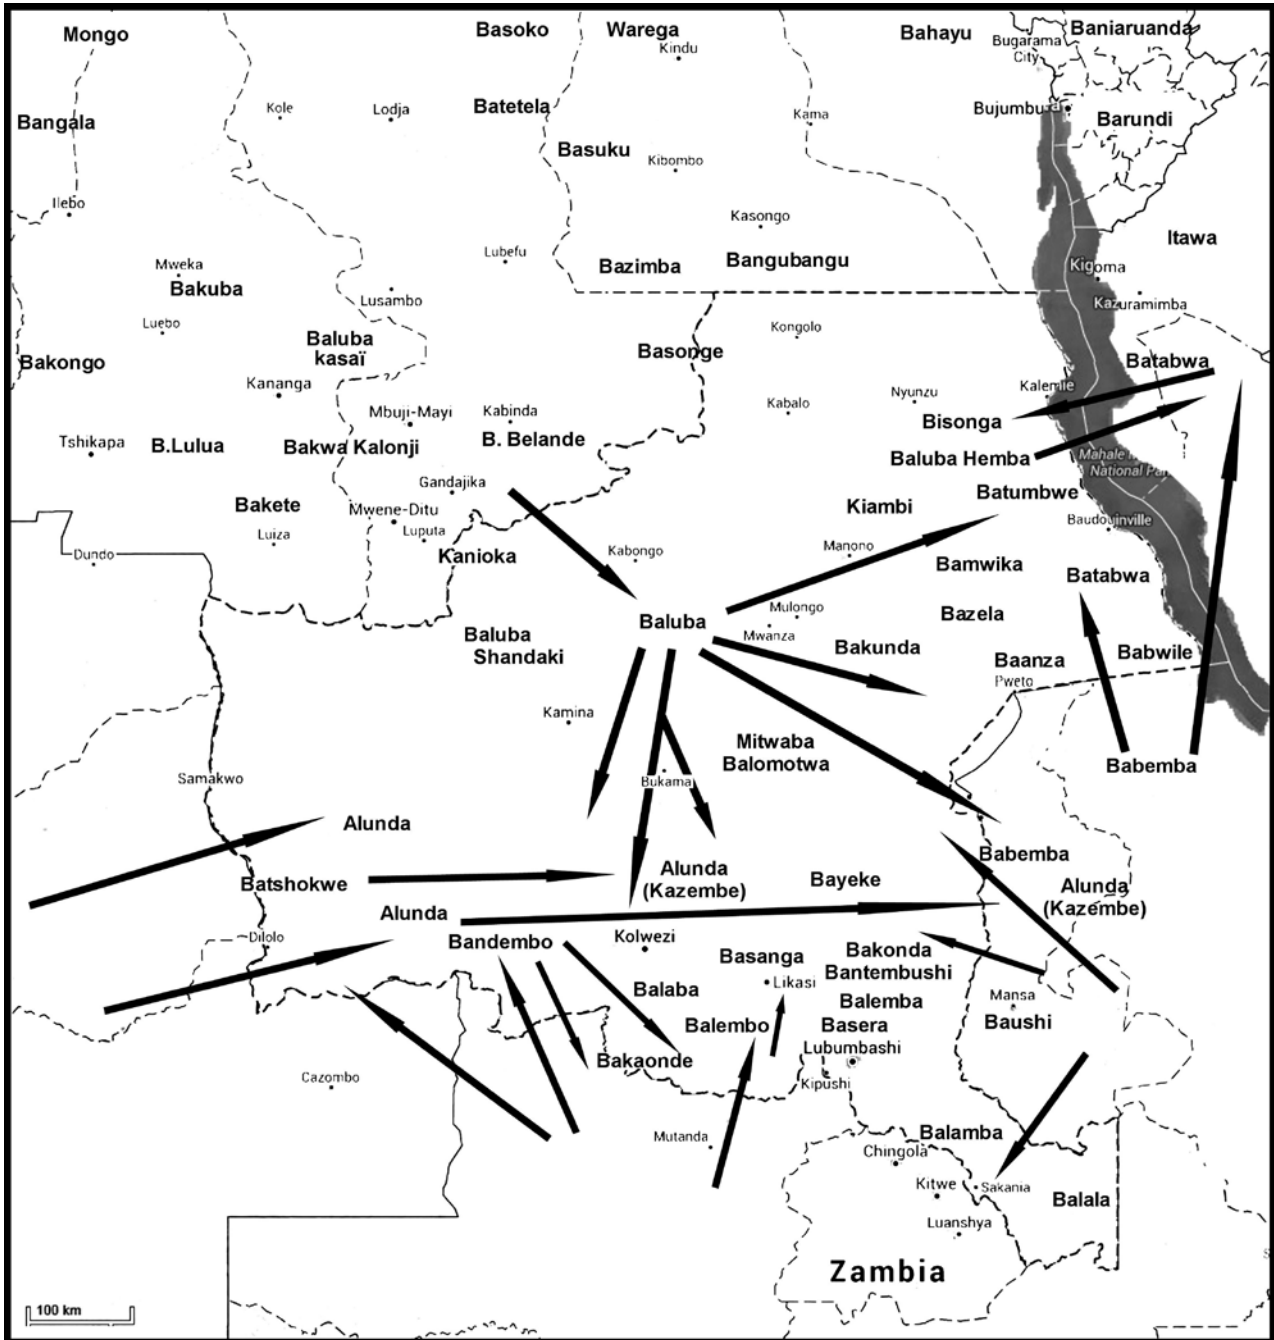 Mongo
Basoko
Warega
Kindu
Bahayu
Bugarama
City
Baniaruanda
Kole
Lodja
Batetela
Kama
Bujumbura
Barundi
Bangala
Basuku
Kibombo
Ilebo
Kasongo
Itawa
Lubefu
Bazimba
Bangubangu
Mweka
Bakuba
Kigoma
Lusambo
Kazuramimba
Luebo
Kongolo
Baluba
kasaï
Basonge
Bakongo
Batabwa
Kananga
Kalemie
Nyunzu
Mbuji-Mayi
Kabinda
Kabalo
Bisonga
Tshikapa
B.Lulua
Bakwa Kalonji
B. Belande
Baluba Hemba
Mahale
National
Gandajika
Batumbwe
Bakete
Mwene-Ditu
Kiambi
Baudouinville
Luiza
Luputa
Dundo
Kanioka
Kabongo
Manono
Bamwika
Batabwa
Mulongo
Bazela
Baluba
Mwanza
Baluba
Shandaki
Bakunda
Baanza
Babwile
Pweto
Kamina
Mitwaba
Balomotwa
Babemba
Samakwo
Bukama
Alunda
Babemba
Alunda
(Kazembe)
Bayeke
Batshokwe
Alunda
(Kazembe)
Alunda
Dilolo
Bandembo
Kolwezi
Basanga
Bakonda
Bantembushi
Likasi
Balaba
Balemba
Mansa
Balembo
Basera
Baushi
Lubumbashi
Bakaonde
Cazombo
Kipushi
Mutanda
Balamba
Chingola
Kitwe
Sakania
Balala
Luanshya
Zambia
100 km